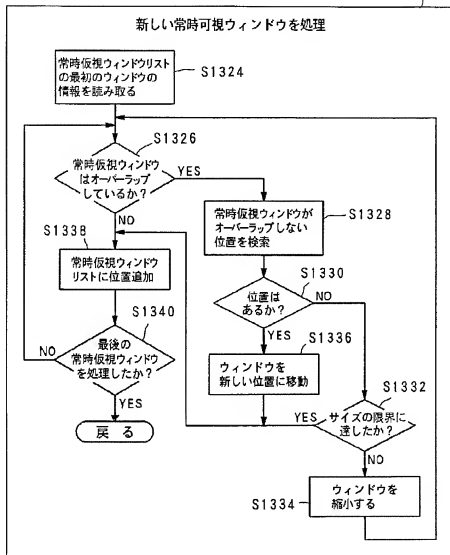 新しい常時可視ウィンドウを処理
常時仮視ウィンドウリスト
の最初のウィンドウの
情報を読み取る
S1324
S1326
常時仮視ウィンドウ
はオーバーラップ
しているか?
YES
NO
常時仮視ウィンドウが
オーバーラップしない
位置を検索
S1328
S1338
常時仮視ウィンドウ
リストに位置追加
S1330
位置は
あるか?
NO
YES
S1340
最後の
常時仮視ウィンドウ
を処理したか?
NO
YES
S1336
ウィンドウを
新しい位置に移動
S1332
サイズの限界に
達したか?
YES
NO
戻る
ウィンドウを
縮小する
S1334